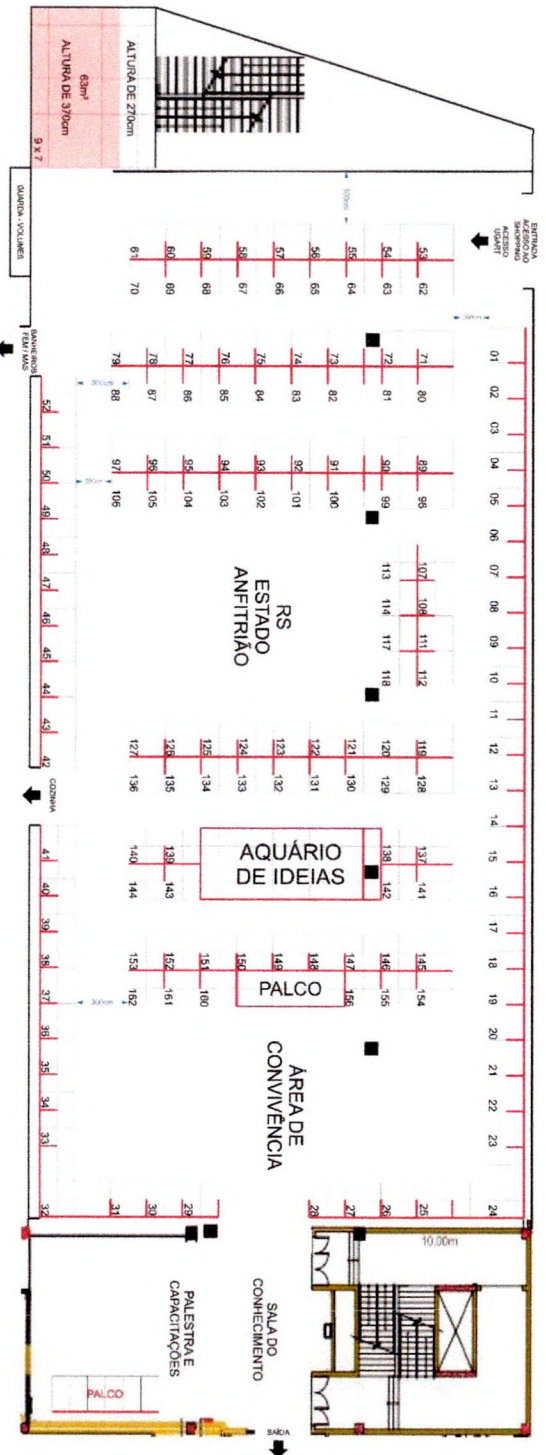 ALTURA DE 270cm
ALTURA DE 370cm
63m²
9 x 7
GUARDA - VOLUMES
ENTRADA
ACESSO AO
SHOPPING
ACESSO
UGART
500cm
BANHEIROS
FEM / MAS
COZINHA
53 54 55 56 57 58 59 60 61
62 63 64 65 66 67 68 69 70
71 72 73 74 75 76 77 78 79
80 81 82 83 84 85 86 87 88
89 90 91 92 93 94 95 96 97
98 99 100 101 102 103 104 105 106
107 108 111 112
113 114 117 118
RS
ESTADO
ANFITRIÃO
119 120 121 122 123 124 125 126 127
128 129 130 131 132 133 134 135 136
137 138
141 142
AQUÁRIO
DE IDEIAS
139 140
143 144
145 146 147 148 149 150 151 152 153
154 155 156
PALCO
160 161 162
ÁREA DE
CONVIVÊNCIA
01 02 03 04 05 06 07 08 09 10 11 12 13 14 15 16 17 18 19 20 21 22 23 24
25 26 27 28
29 30 31 32
33 34 35 36 37 38 39 40 41
42 43 44 45 46 47 48 49 50 51 52
300cm
10.00m
SALA DO
CONHECIMENTO
PALESTRA E
CAPACITAÇÕES
PALCO
SAÍDA